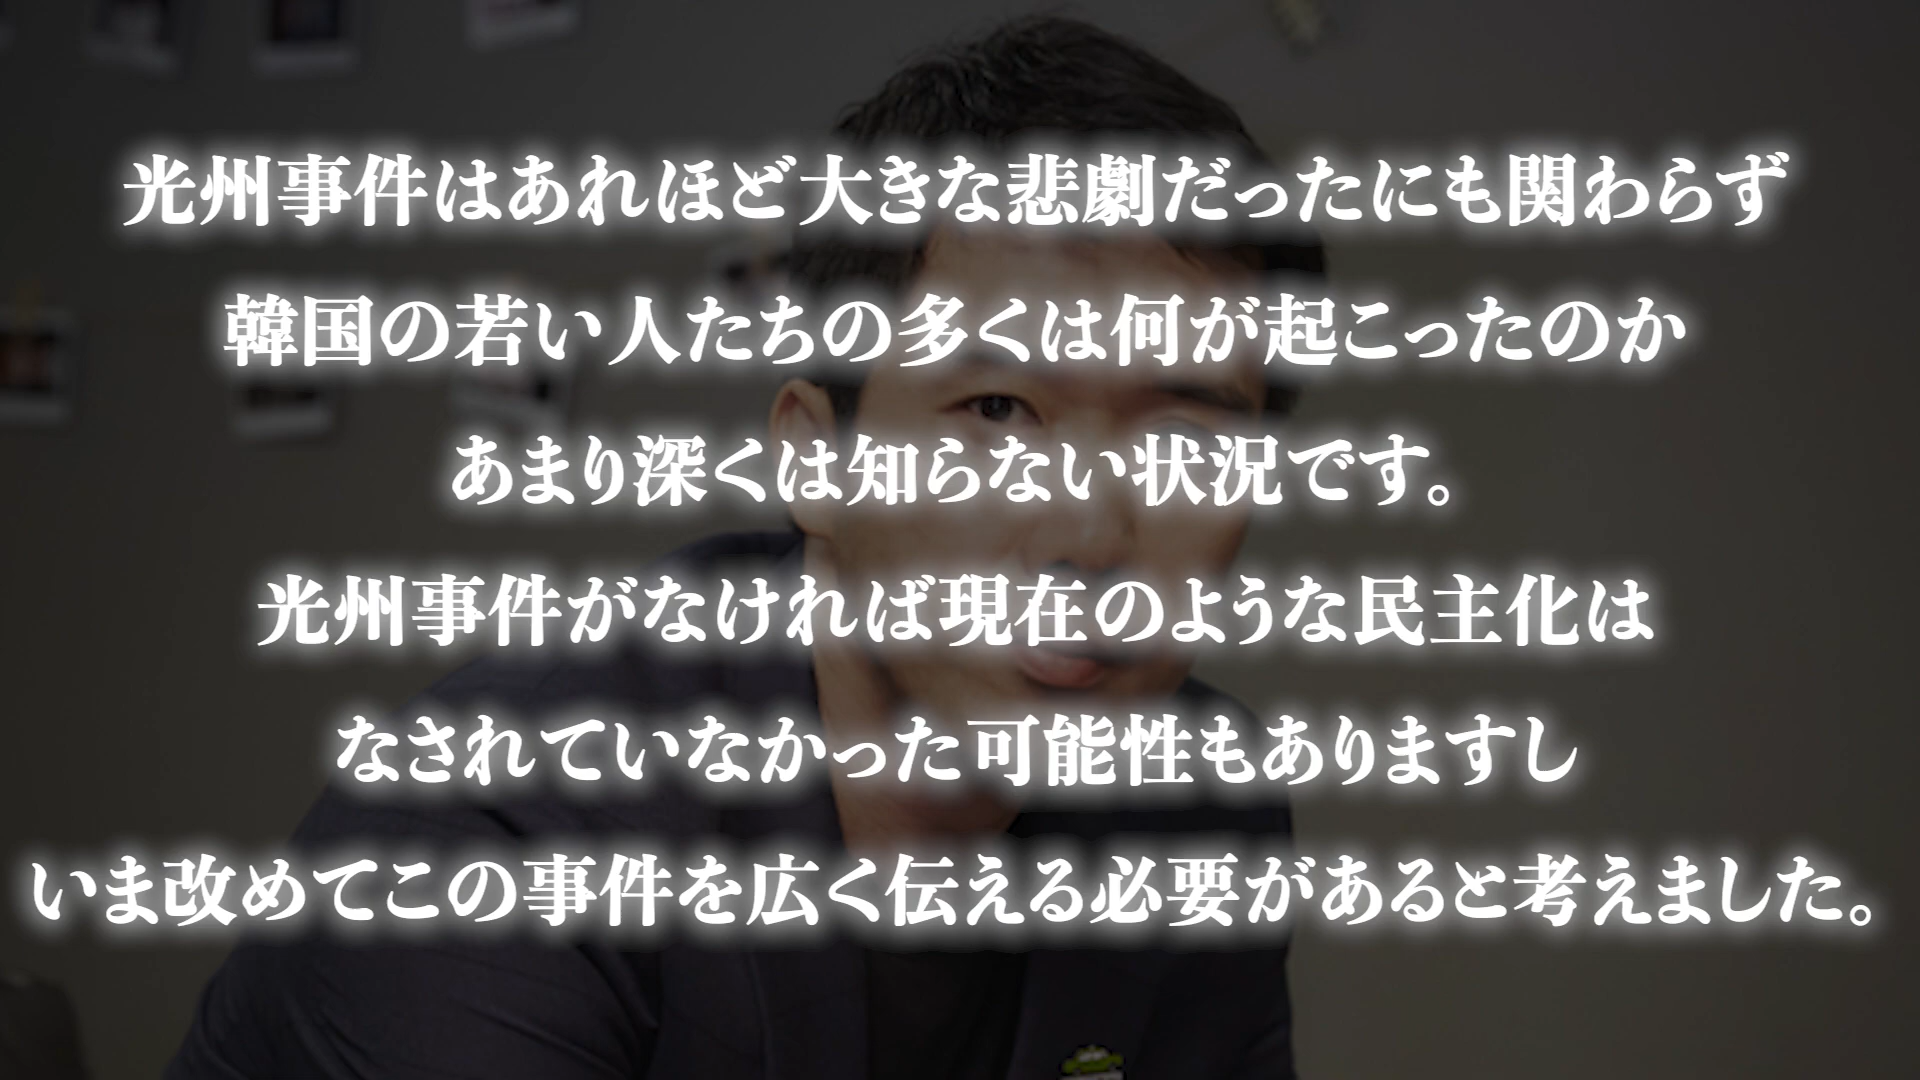 光州事件はあれほど大きな悲劇だったにも関わらず
韓国の若い人たちの多くは何が起こったのか
あまり深くは知らない状況です。
光州事件がなければ現在のような民主化は
なされていなかった可能性もありますし
いま改めてこの事件を広く伝える必要があると考えました。